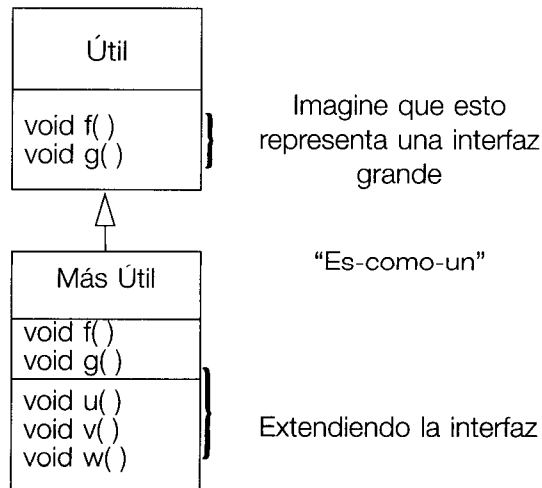 Útil
void f( )
void g( )
Imagine que esto
representa una interfaz
grande
"Es-como-un"
Más Útil
void f( )
void g( )
void u( )
void v( )
void w( )
Extendiendo la interfaz